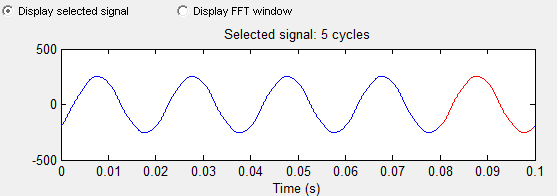 Display selected signal Display FFT window
Selected signal: 5 cycles
500
0
-500
0 0.01 0.02 0.03 0.04 0.05 0.06 0.07 0.08 0.09 0.1
Time (s)